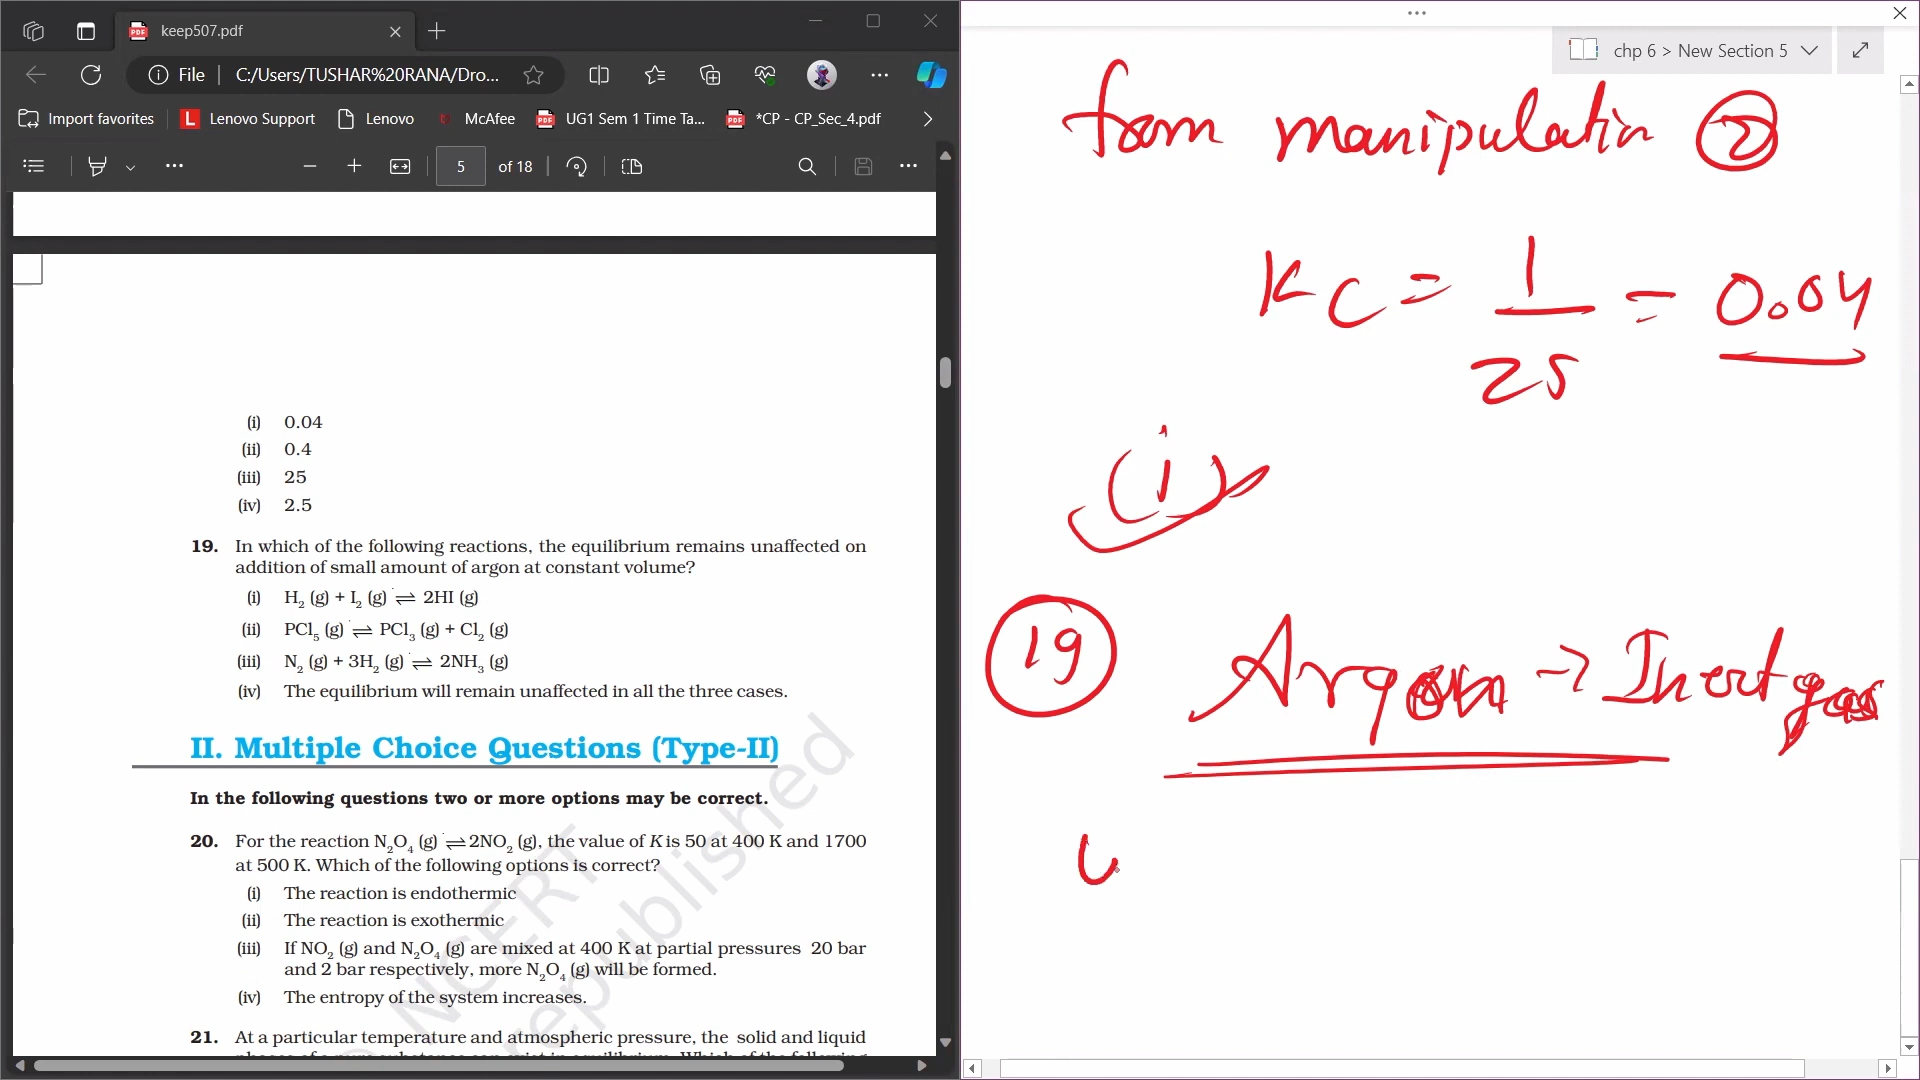 keep507.pdf
File C:/Users/TUSHAR%20RANA/Dro...
Import favorites Lenovo Support Lenovo McAfee UG1 Sem 1 Time Ta... *CP - CP_Sec_4.pdf
5 of 18
(i) 0.04
(ii) 0.4
(iii) 25
(iv) 2.5
19. In which of the following reactions, the equilibrium remains unaffected on
addition of small amount of argon at constant volume?
(i) H₂ (g) + I₂ (g) ⇌ 2HI (g)
(ii) PCl₅ (g) ⇌ PCl₃ (g) + Cl₂ (g)
(iii) N₂ (g) + 3H₂ (g) ⇌ 2NH₃ (g)
(iv) The equilibrium will remain unaffected in all the three cases.
II. Multiple Choice Questions (Type-II)
In the following questions two or more options may be correct.
20. For the reaction N₂O₄ (g) ⇌ 2NO₂ (g), the value of K is 50 at 400 K and 1700
at 500 K. Which of the following options is correct?
(i) The reaction is endothermic
(ii) The reaction is exothermic
(iii) If NO₂ (g) and N₂O₄ (g) are mixed at 400 K at partial pressures 20 bar
and 2 bar respectively, more N₂O₄ (g) will be formed.
(iv) The entropy of the system increases.
21. At a particular temperature and atmospheric pressure, the solid and liquid
NCERT
republished
chp 6 > New Section 5
from manipulatin 2
Kc = 1/25 = 0.04
(i)
19 Argon → Inert gas